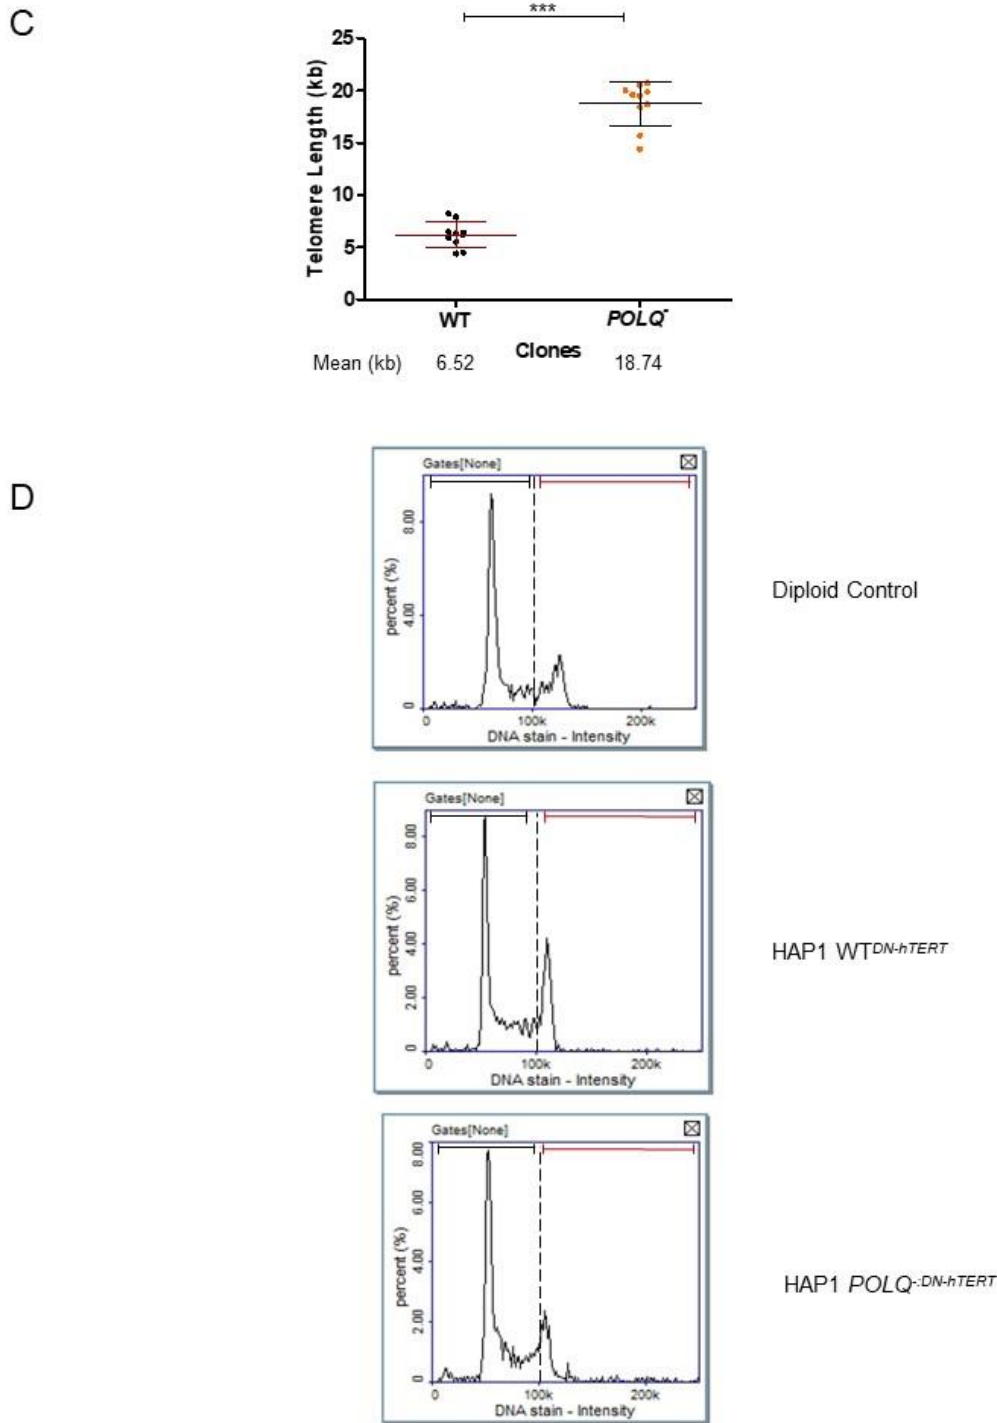 C
***
25
20
15
10
5
0
Telomere Length (kb)
WT POLQ-
Clones
Mean (kb) 6.52 18.74
D
Gates[None]
8.00
4.00
0
percent (%)
0 100k 200k
DNA stain - Intensity
Diploid Control
Gates[None]
8.00
6.00
4.00
2.00
0
percent (%)
0 100k 200k
DNA stain - Intensity
HAP1 WT DN-hTERT
Gates[None]
8.00
6.00
4.00
2.00
0
percent (%)
0 100k 200k
DNA stain - Intensity
HAP1 POLQ-:DN-hTERT